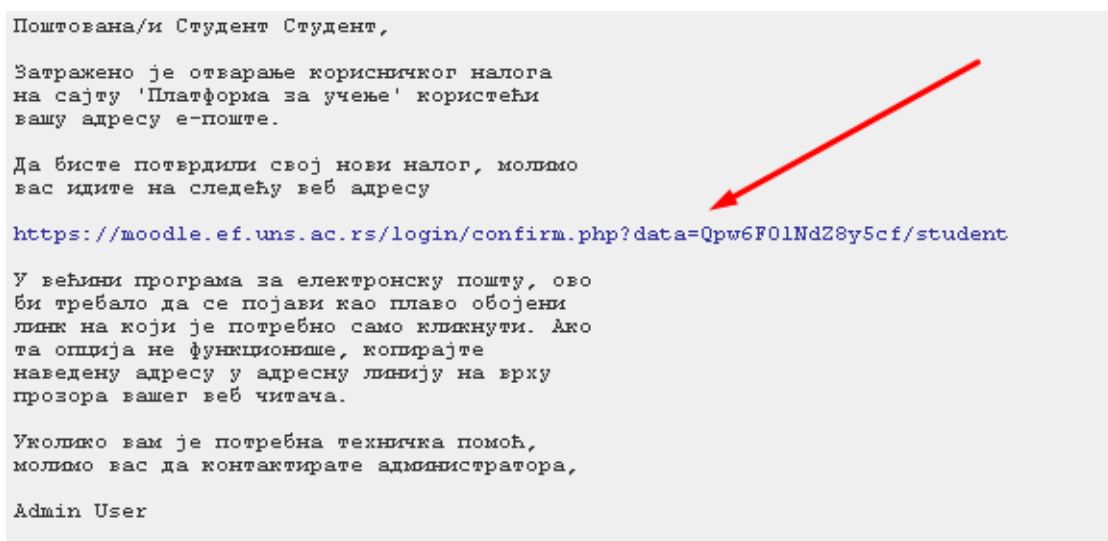 Поштована/и Студент Студент,
Затражено је отварање корисничког налога
на сајту 'Платформа за учење' користећи
вашу адресу е-поште.
Да бисте потврдили свој нови налог, молимо
вас идите на следећу веб адресу
https://moodle.ef.uns.ac.rs/login/confirm.php?data=Qpw6F0lNdZ8y5cf/student
У већини програма за електронску пошту, ово
би требало да се појави као плаво обојени
линк на који је потребно само кликнути. Ако
та опција не функционише, копирајте
наведену адресу у адресну линију на врху
прозора вашег веб читача.
Уколико вам је потребна техничка помоћ,
молимо вас да контактирате администратора,
Admin User